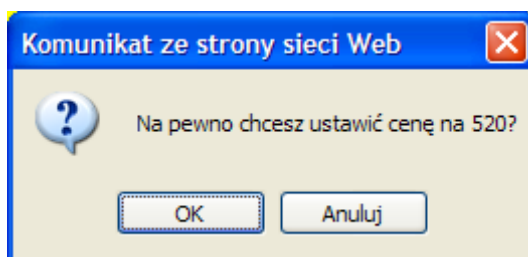 Komunikat ze strony sieci Web
Na pewno chcesz ustawić cenę na 520?
OK
Anuluj